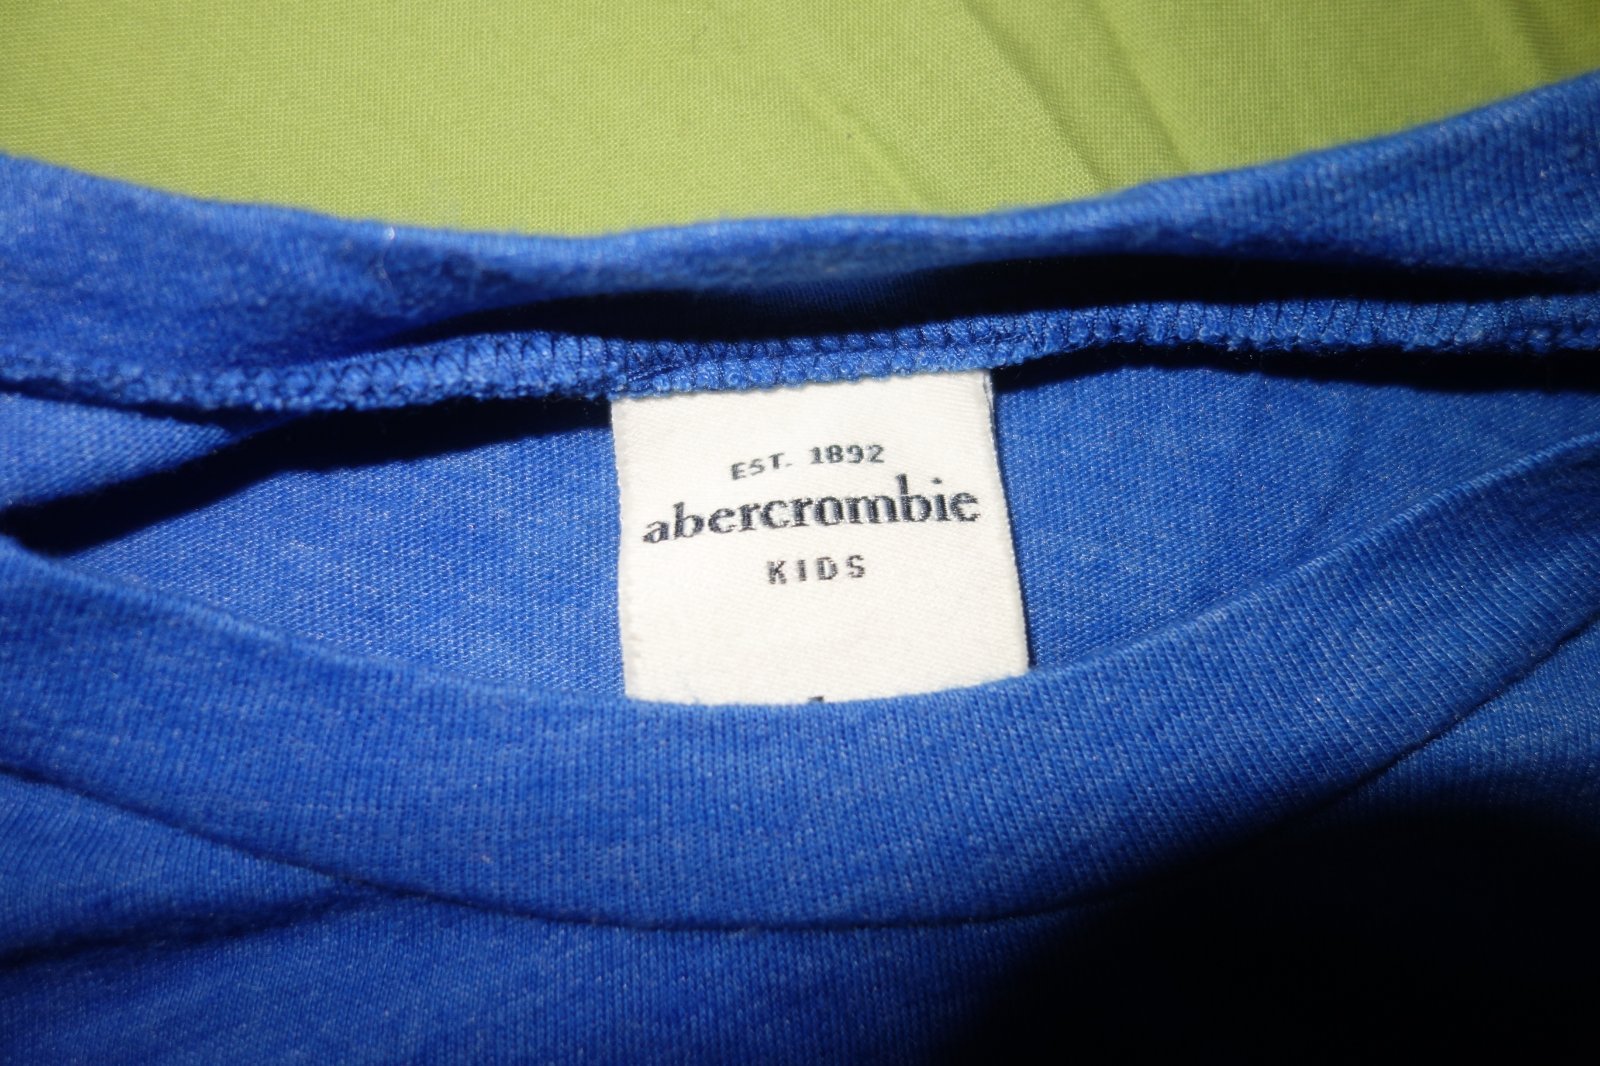 EST. 1892
abercrombie
KIDS